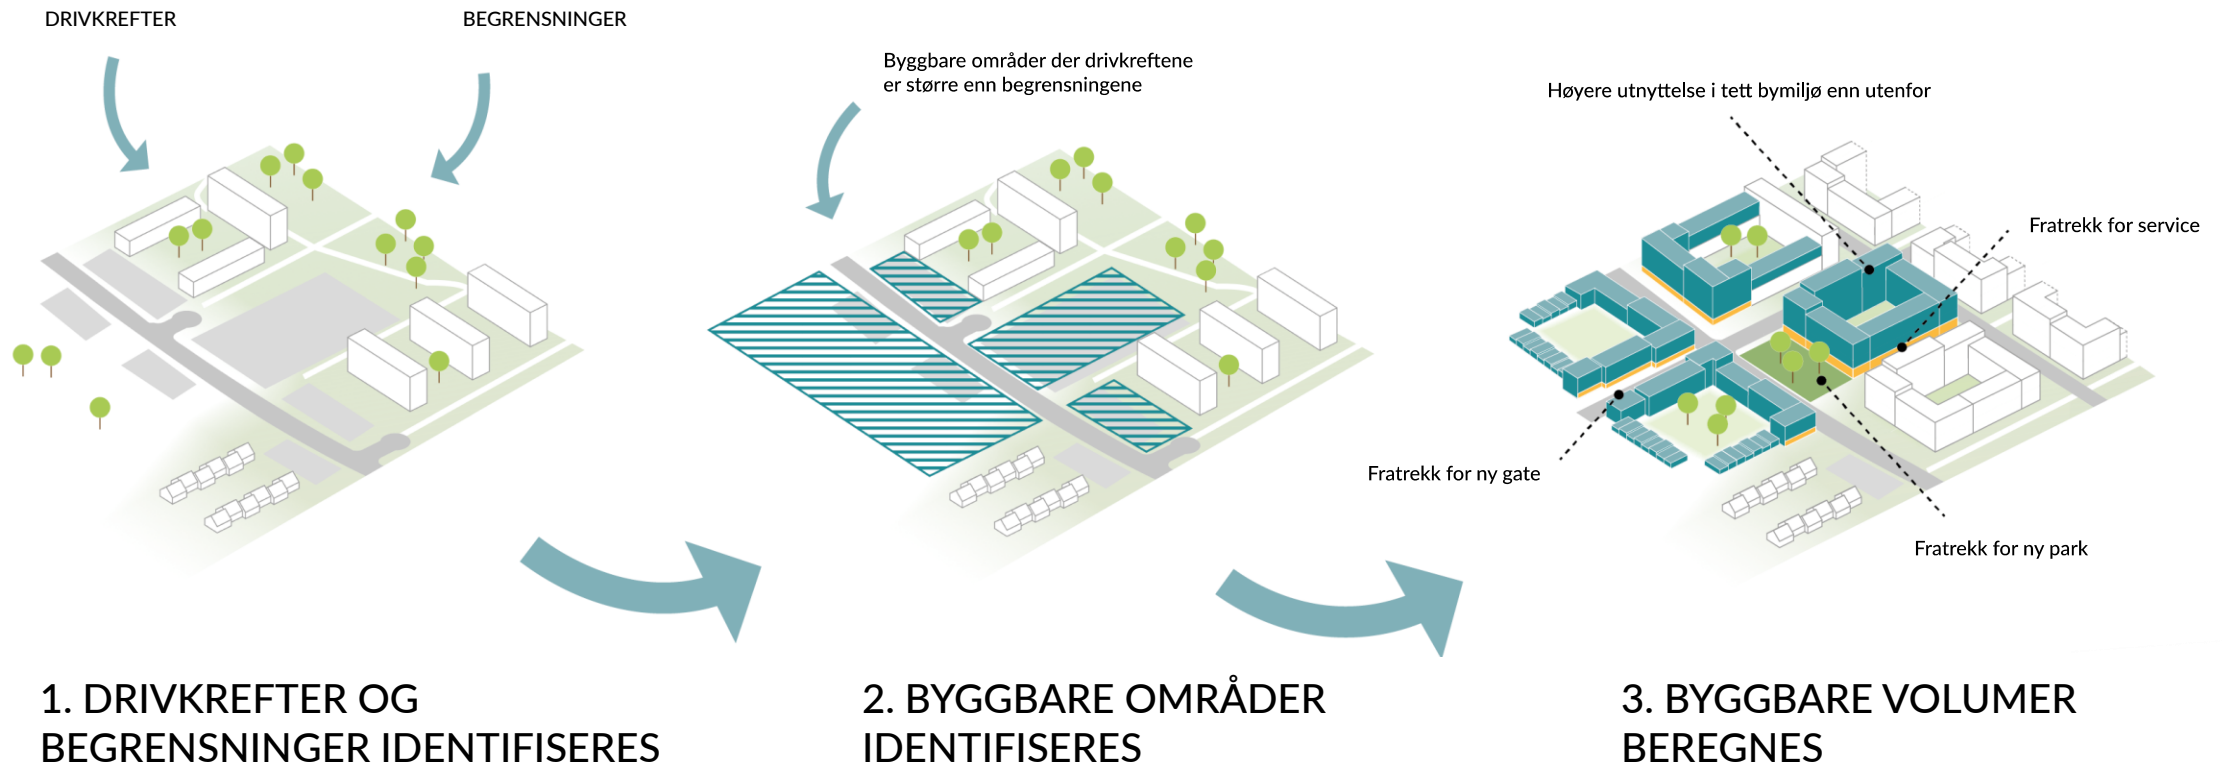 DRIVKREFTER
BEGRENSNINGER
Byggbare områder der drivkreftene
er større enn begrensningene
Høyere utnyttelse i tett bymiljø enn utenfor
Fratrekk for service
Fratrekk for ny gate
Fratrekk for ny park
1. DRIVKREFTER OG
BEGRENSNINGER IDENTIFISERES
2. BYGGBARE OMRÅDER
IDENTIFISERES
3. BYGGBARE VOLUMER
BEREGNES